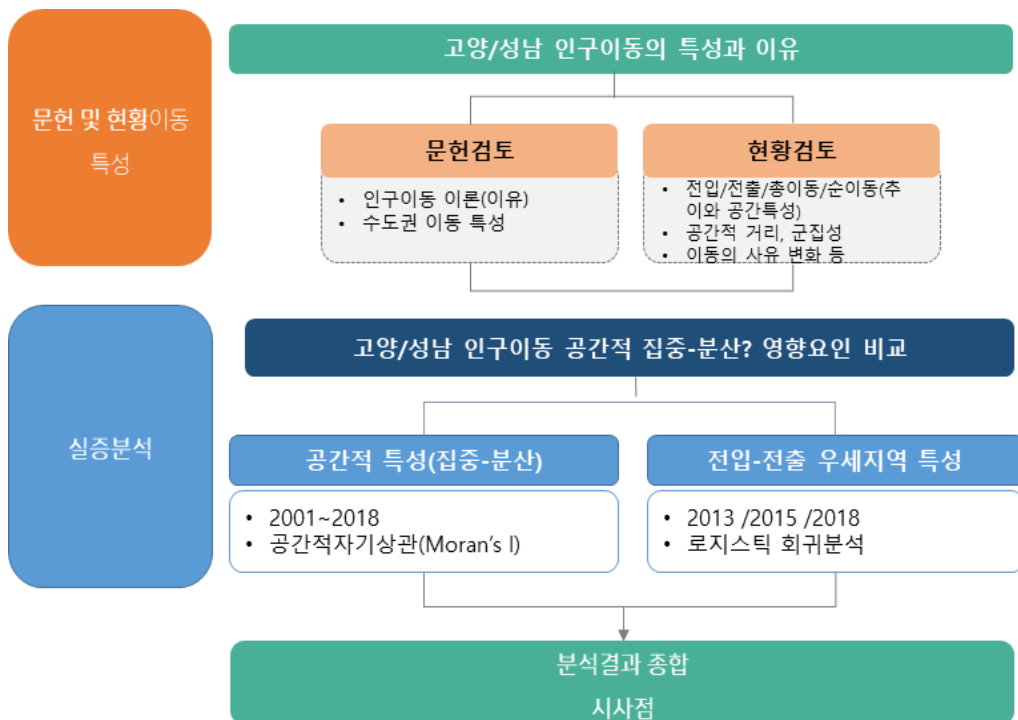 문헌 및 현황이동
특성
고양/성남 인구이동의 특성과 이유
문헌검토
• 인구이동 이론(이유)
• 수도권 이동 특성
현황검토
• 전입/전출/총이동/순이동(추
이와 공간특성)
• 공간적 거리, 군집성
• 이동의 사유 변화 등
실증분석
고양/성남 인구이동 공간적 집중-분산? 영향요인 비교
공간적 특성(집중-분산)
• 2001~2018
• 공간적자기상관(Moran's I)
전입-전출 우세지역 특성
• 2013 /2015 /2018
• 로지스틱 회귀분석
분석결과 종합
시사점